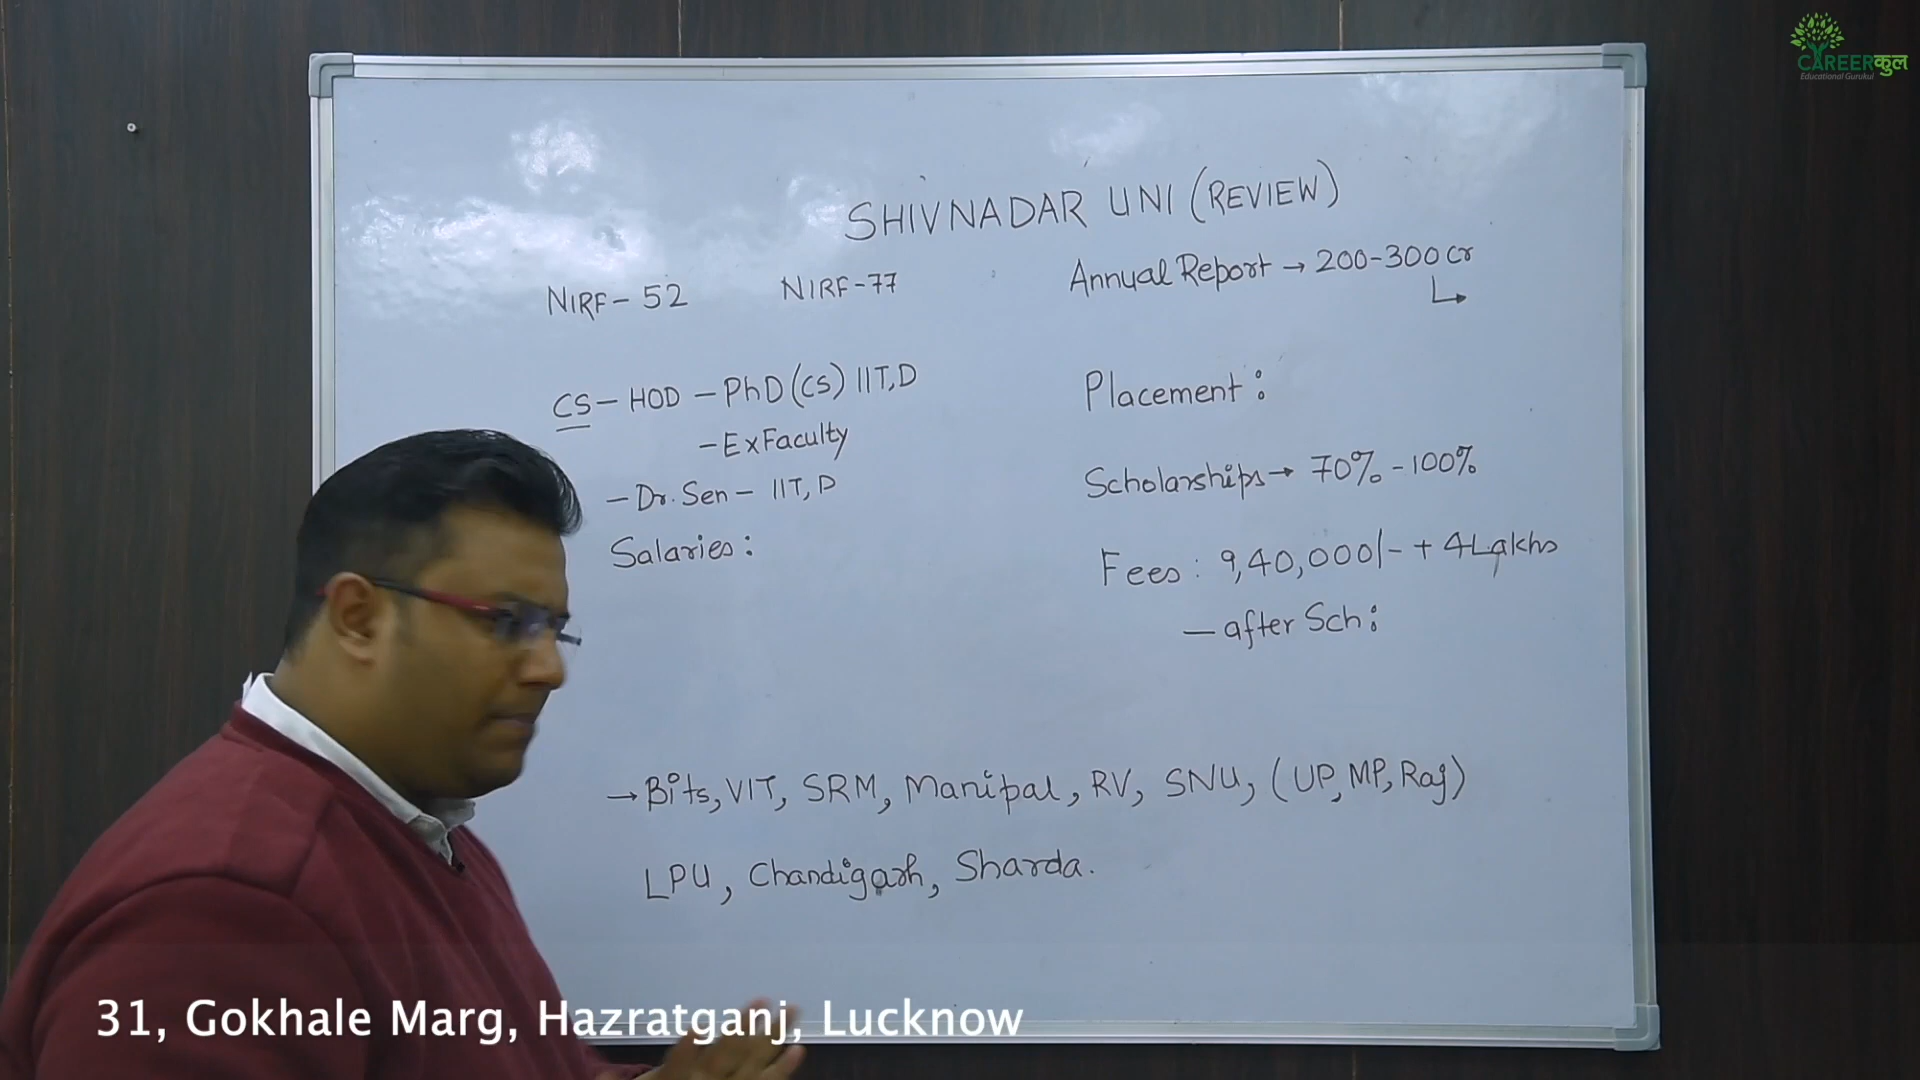 CAREERकुल
Educational Gurukul
SHIVNADAR UNI (REVIEW)
NIRF-52
NIRF-77
Annual Report → 200-300 Cr
↳
CS - HOD - PhD (CS) IIT,D
- Ex Faculty
- Dr. Sen - IIT, D
Salaries:
Placement:
Scholarships → 70% - 100%
Fees: 9,40,000/- + 4 Lakhs
- after Sch:
→ Bits, VIT, SRM, Manipal, RV, SNU, (UP, MP, Raj)
LPU, Chandigarh, Sharda.
31, Gokhale Marg, Hazratganj, Lucknow